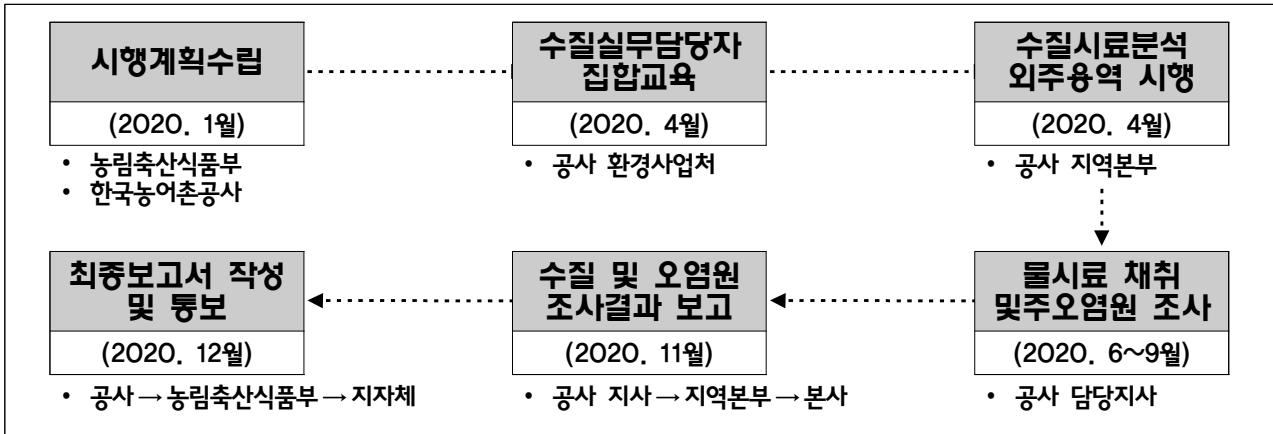 시행계획수립
(2020. 1월)
• 농림축산식품부
• 한국농어촌공사
수질실무담당자
집합교육
(2020. 4월)
• 공사 환경사업처
수질시료분석
외주용역 시행
(2020. 4월)
• 공사 지역본부
물시료 채취
및주오염원 조사
(2020. 6~9월)
• 공사 담당지사
수질 및 오염원
조사결과 보고
(2020. 11월)
• 공사 지사→지역본부→본사
최종보고서 작성
및 통보
(2020. 12월)
• 공사→농림축산식품부→지자체